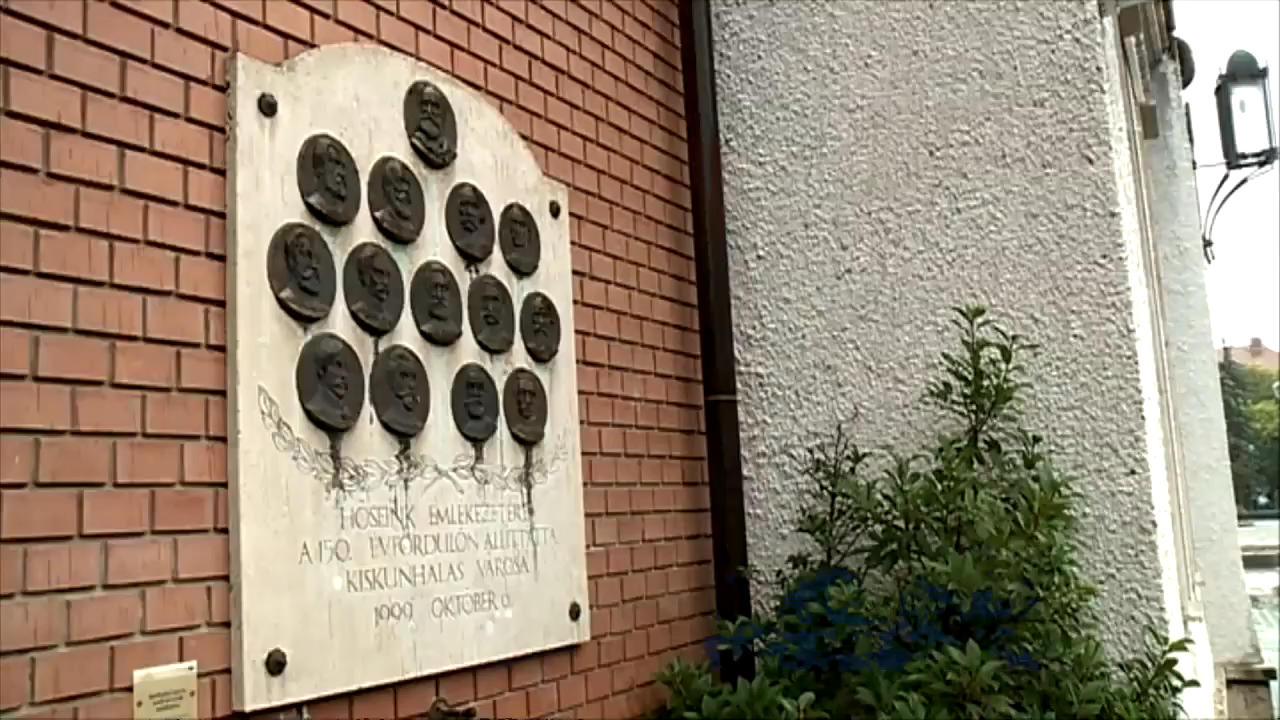 HŐSEINK EMLÉKEZETÉRE
A 150. ÉVFORDULÓN ÁLLÍTTATTA
KISKUNHALAS VÁROSA
1999 OKTÓBER 6.